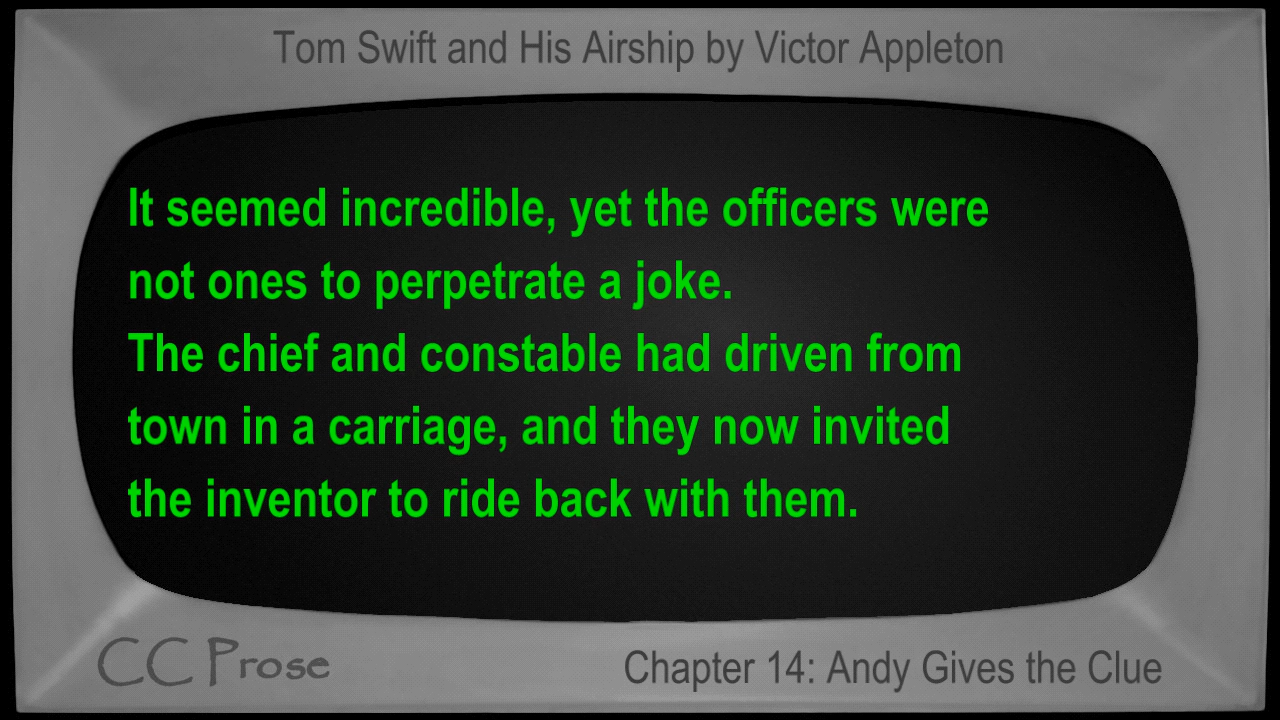 Tom Swift and His Airship by Victor Appleton
It seemed incredible, yet the officers were
not ones to perpetrate a joke.
The chief and constable had driven from
town in a carriage, and they now invited
the inventor to ride back with them.
CC Prose
Chapter 14: Andy Gives the Clue